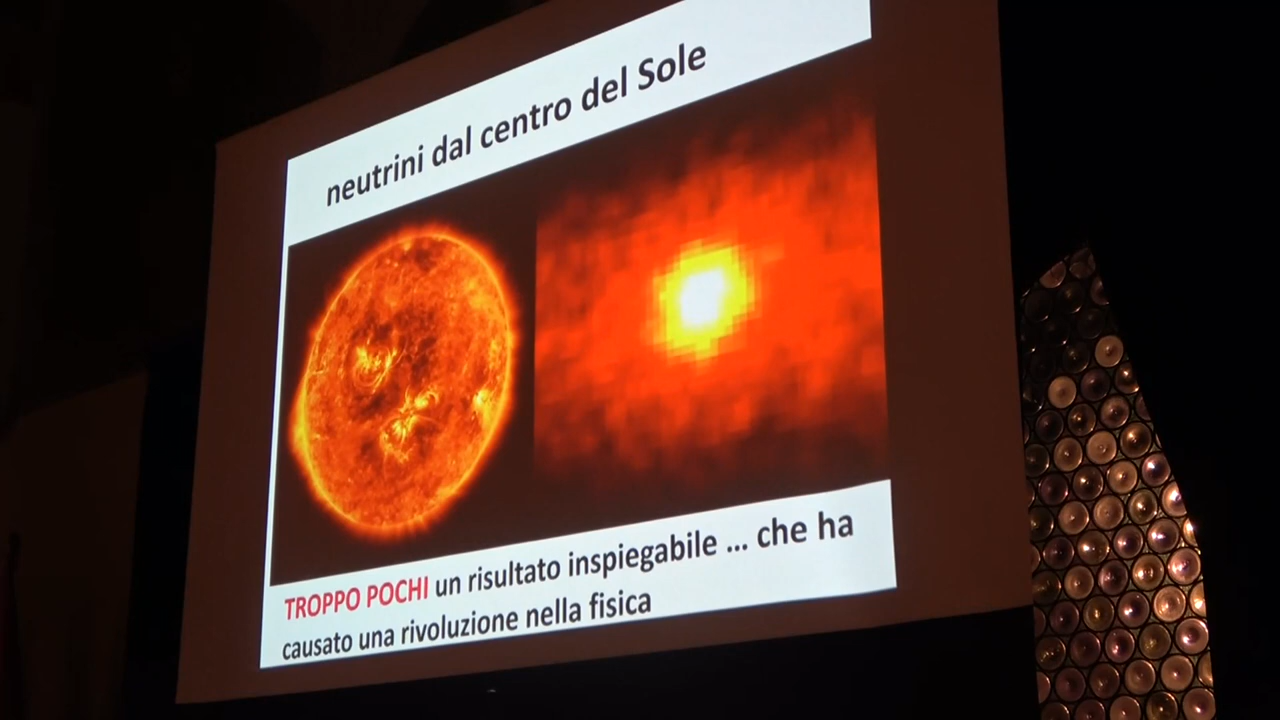 neutrini dal centro del Sole
TROPPO POCHI un risultato inspiegabile ... che ha
causato una rivoluzione nella fisica